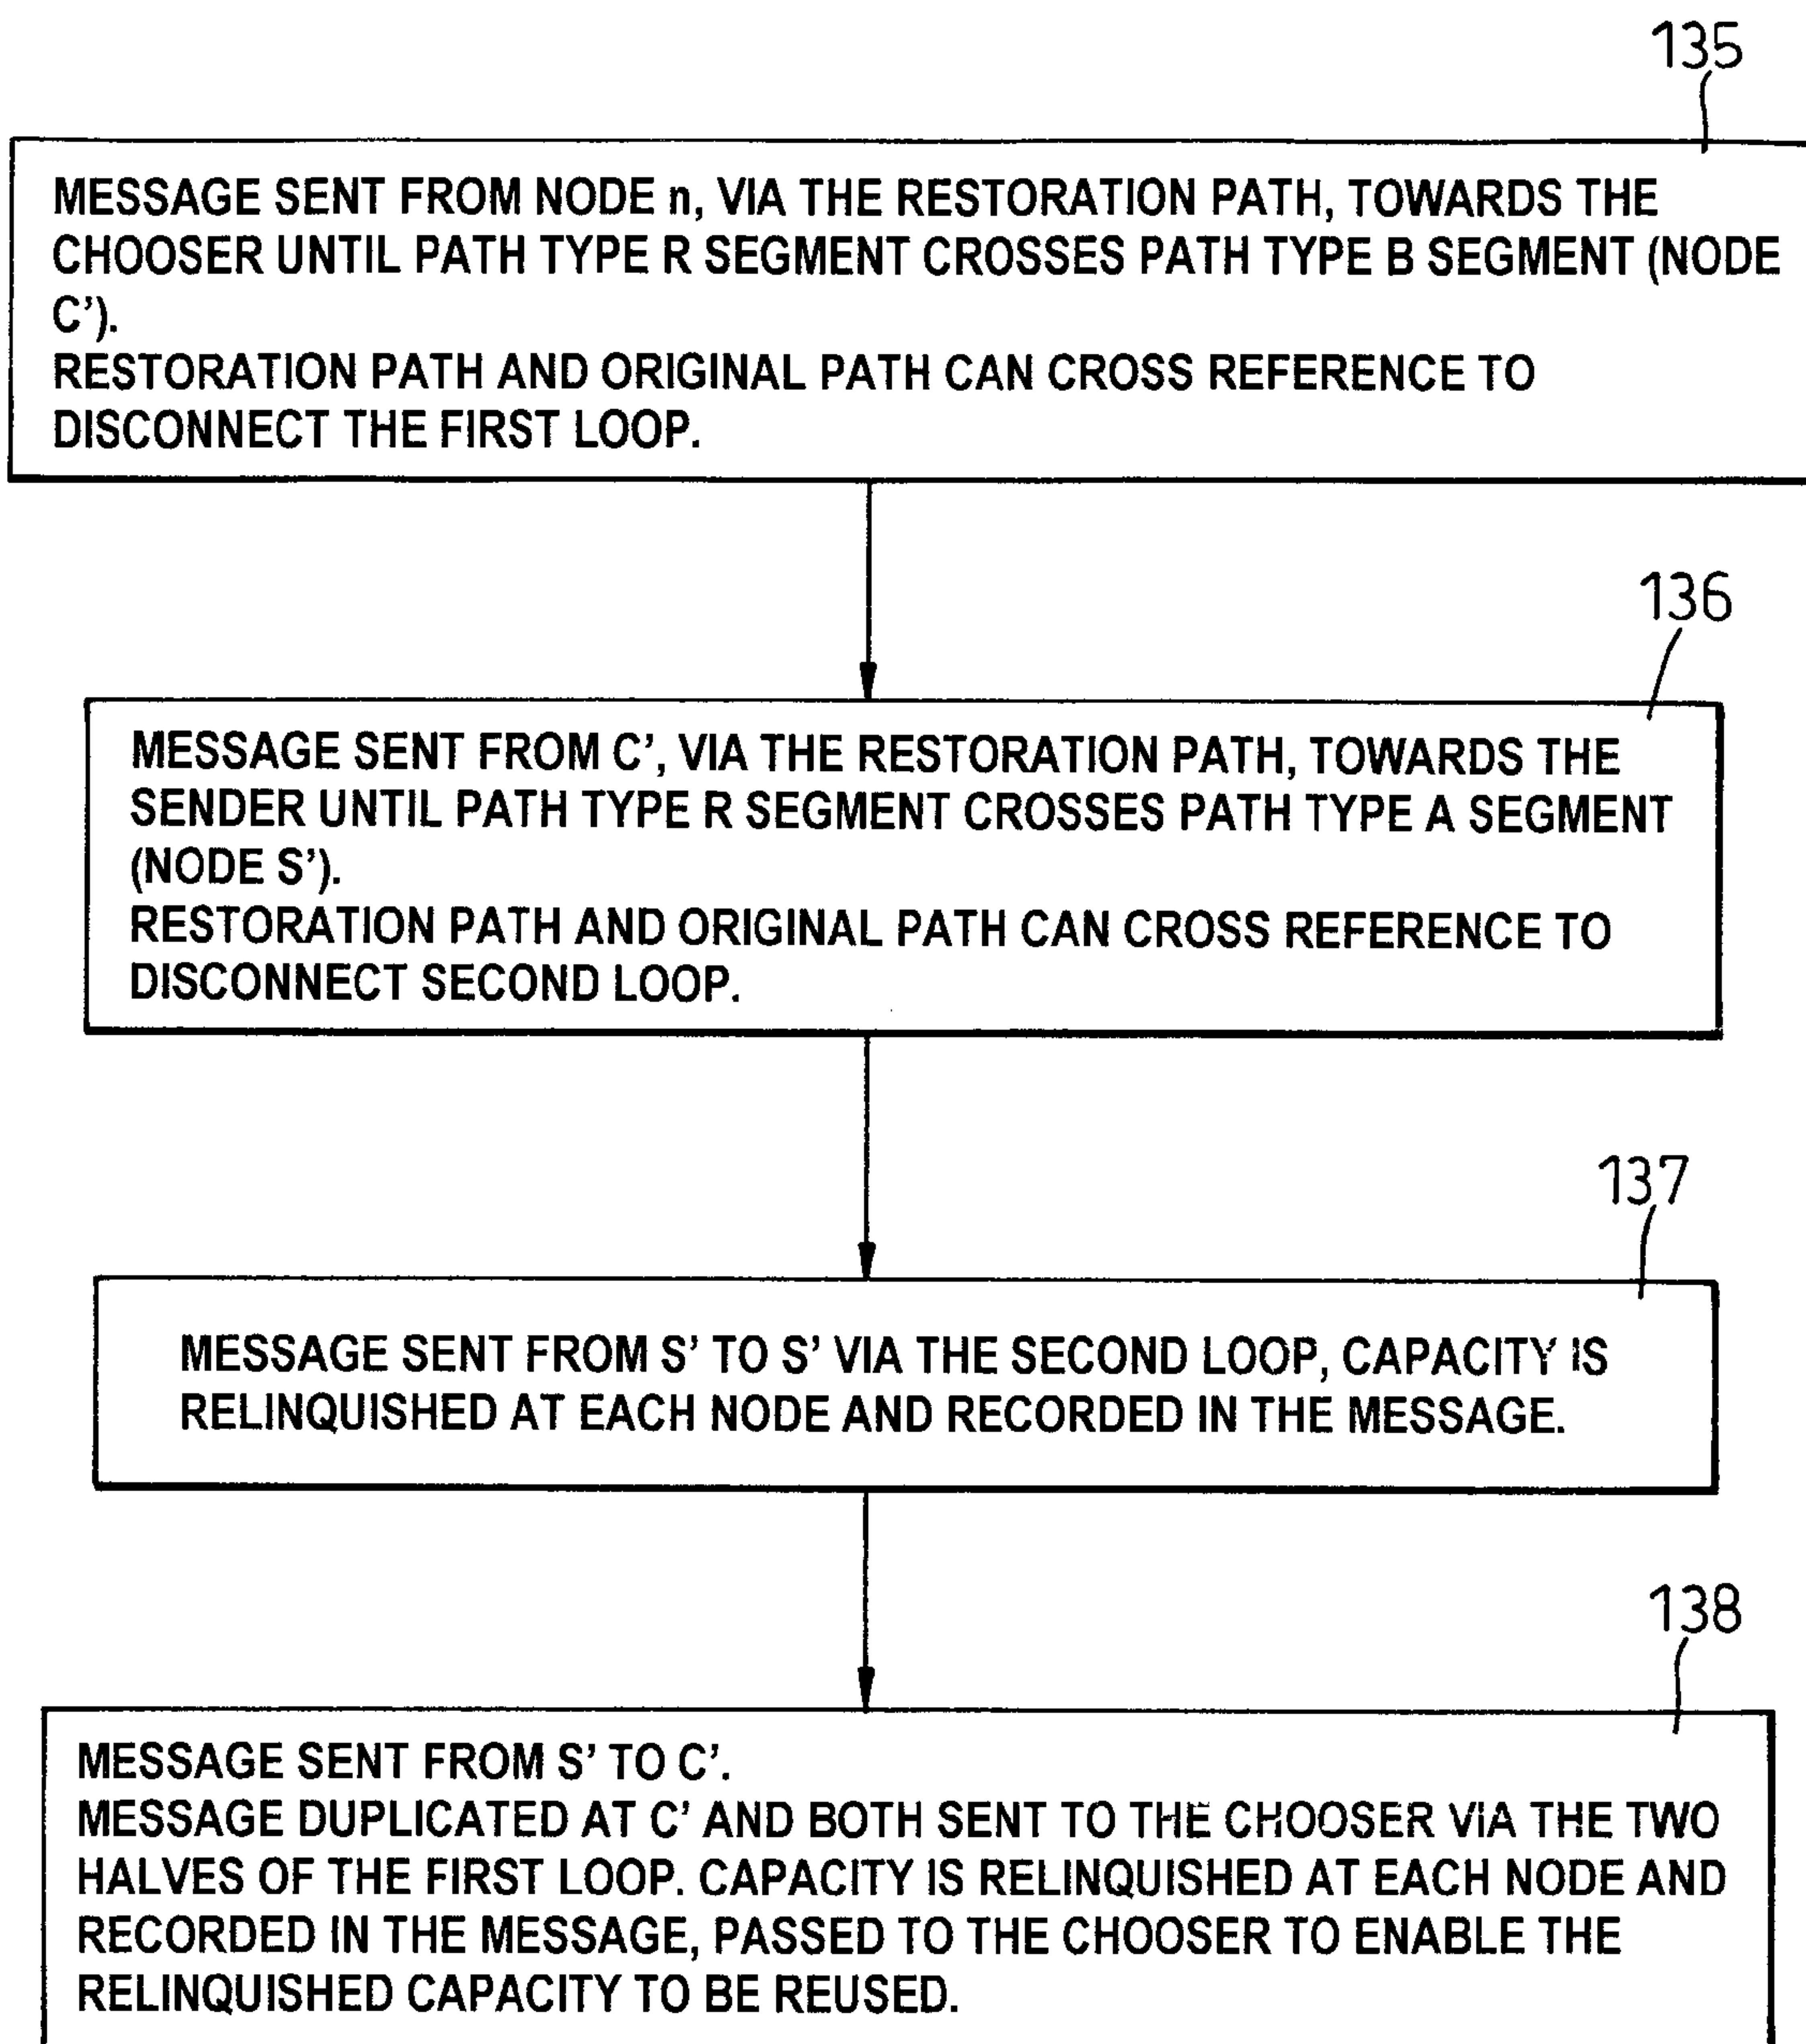 135
MESSAGE SENT FROM NODE n, VIA THE RESTORATION PATH, TOWARDS THE
CHOOSER UNTIL PATH TYPE R SEGMENT CROSSES PATH TYPE B SEGMENT (NODE
C').
RESTORATION PATH AND ORIGINAL PATH CAN CROSS REFERENCE TO
DISCONNECT THE FIRST LOOP.
136
MESSAGE SENT FROM C', VIA THE RESTORATION PATH, TOWARDS THE
SENDER UNTIL PATH TYPE R SEGMENT CROSSES PATH TYPE A SEGMENT
(NODE S').
RESTORATION PATH AND ORIGINAL PATH CAN CROSS REFERENCE TO
DISCONNECT SECOND LOOP.
137
MESSAGE SENT FROM S' TO S' VIA THE SECOND LOOP, CAPACITY IS
RELINQUISHED AT EACH NODE AND RECORDED IN THE MESSAGE.
138
MESSAGE SENT FROM S' TO C'.
MESSAGE DUPLICATED AT C' AND BOTH SENT TO THE CHOOSER VIA THE TWO
HALVES OF THE FIRST LOOP. CAPACITY IS RELINQUISHED AT EACH NODE AND
RECORDED IN THE MESSAGE, PASSED TO THE CHOOSER TO ENABLE THE
RELINQUISHED CAPACITY TO BE REUSED.